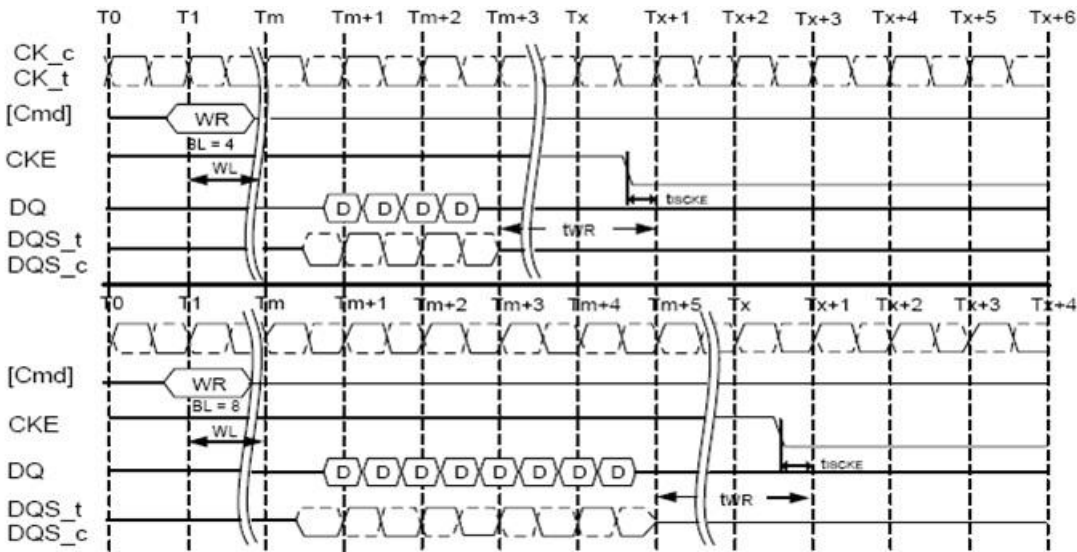 T0 T1 Tm Tm+1 Tm+2 Tm+3 Tx Tx+1 Tx+2 Tx+3 Tx+4 Tx+5 Tx+6
CK_c
CK_t
[Cmd] WR
BL = 4
CKE
WL
tISCKE
DQ D D D D
tWR
DQS_t
DQS_c
T0 T1 Tm Tm+1 Tm+2 Tm+3 Tm+4 Tm+5 Tx Tx+1 Tx+2 Tx+3 Tx+4
[Cmd] WR
BL = 8
CKE
WL
DQ D D D D D D D D
tISCKE
tWR
DQS_t
DQS_c